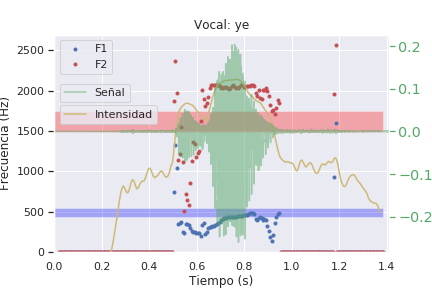 Vocal: ye
Frecuencia (Hz)
2500
2000
1500
1000
500
0
F1
F2
Señal
Intensidad
0.2
0.1
0.0
−0.1
−0.2
0.0 0.2 0.4 0.6 0.8 1.0 1.2 1.4
Tiempo (s)